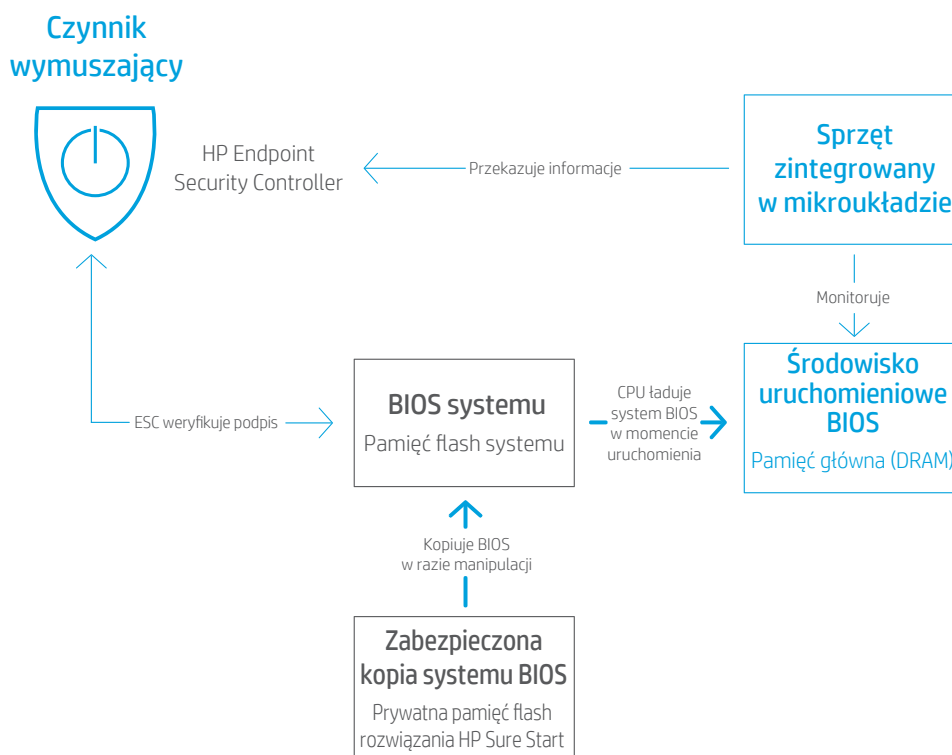 Czynnik
wymuszający
HP Endpoint
Security Controller
Przekazuje informacje
Sprzęt
zintegrowany
w mikroukładzie
Monitoruje
Środowisko
uruchomieniowe
BIOS
Pamięć główna (DRAM)
ESC weryfikuje podpis
BIOS systemu
Pamięć flash systemu
CPU ładuje
system BIOS
w momencie
uruchomienia
Kopiuje BIOS
w razie manipulacji
Zabezpieczona
kopia systemu BIOS
Prywatna pamięć flash
rozwiązania HP Sure Start